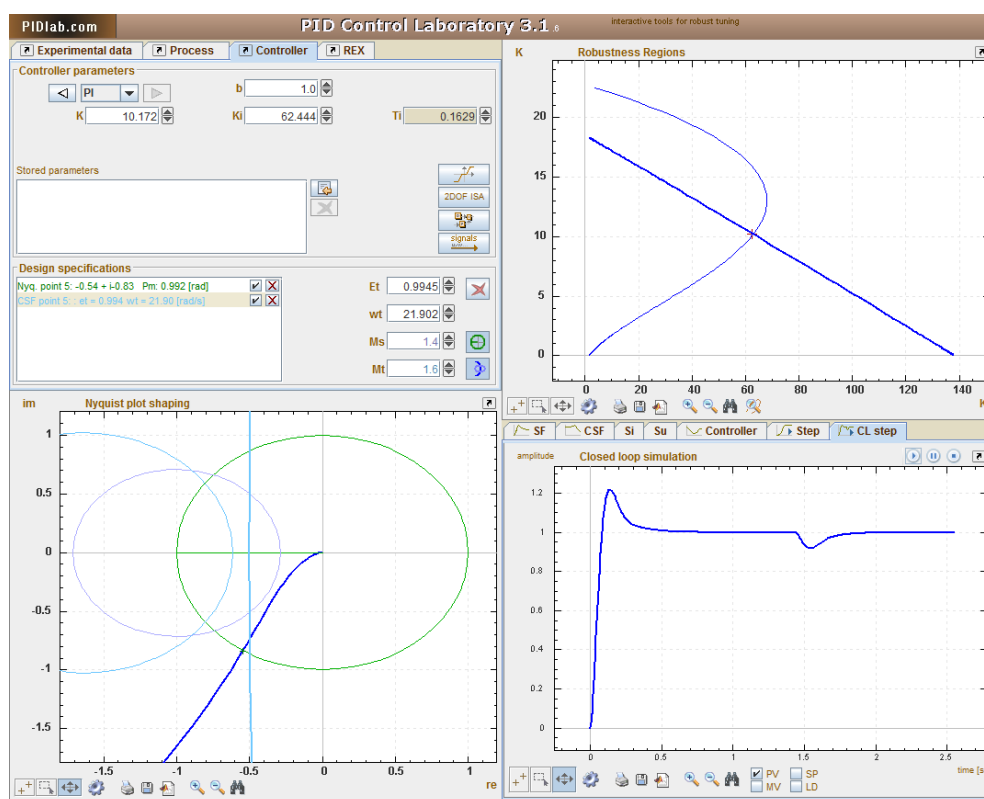 PIDlab.com
PID Control Laboratory 3.1 .6
interactive tools for robust tuning
Experimental data
Process
Controller
REX
Controller parameters
PI
b 1.0
K 10.172
Ki 62.444
Ti 0.1629
Stored parameters
2DOF ISA
signals
Design specifications
Nyq. point 5: -0.54 + i-0.83 Pm: 0.992 [rad]
CSF point 5: : et = 0.994 wt = 21.90 [rad/s]
Et 0.9945
wt 21.902
Ms 1.4
Mt 1.6
K Robustness Regions
20
15
10
5
0
0 20 40 60 80 100 120 140
K
im Nyquist plot shaping
1
0.5
0
-0.5
-1
-1.5
-1.5 -1 -0.5 0 0.5 1
re
SF
CSF
Si
Su
Controller
Step
CL step
amplitude Closed loop simulation
1.2
1
0.8
0.6
0.4
0.2
0
0 0.5 1 1.5 2 2.5
time [s
PV SP
MV LD